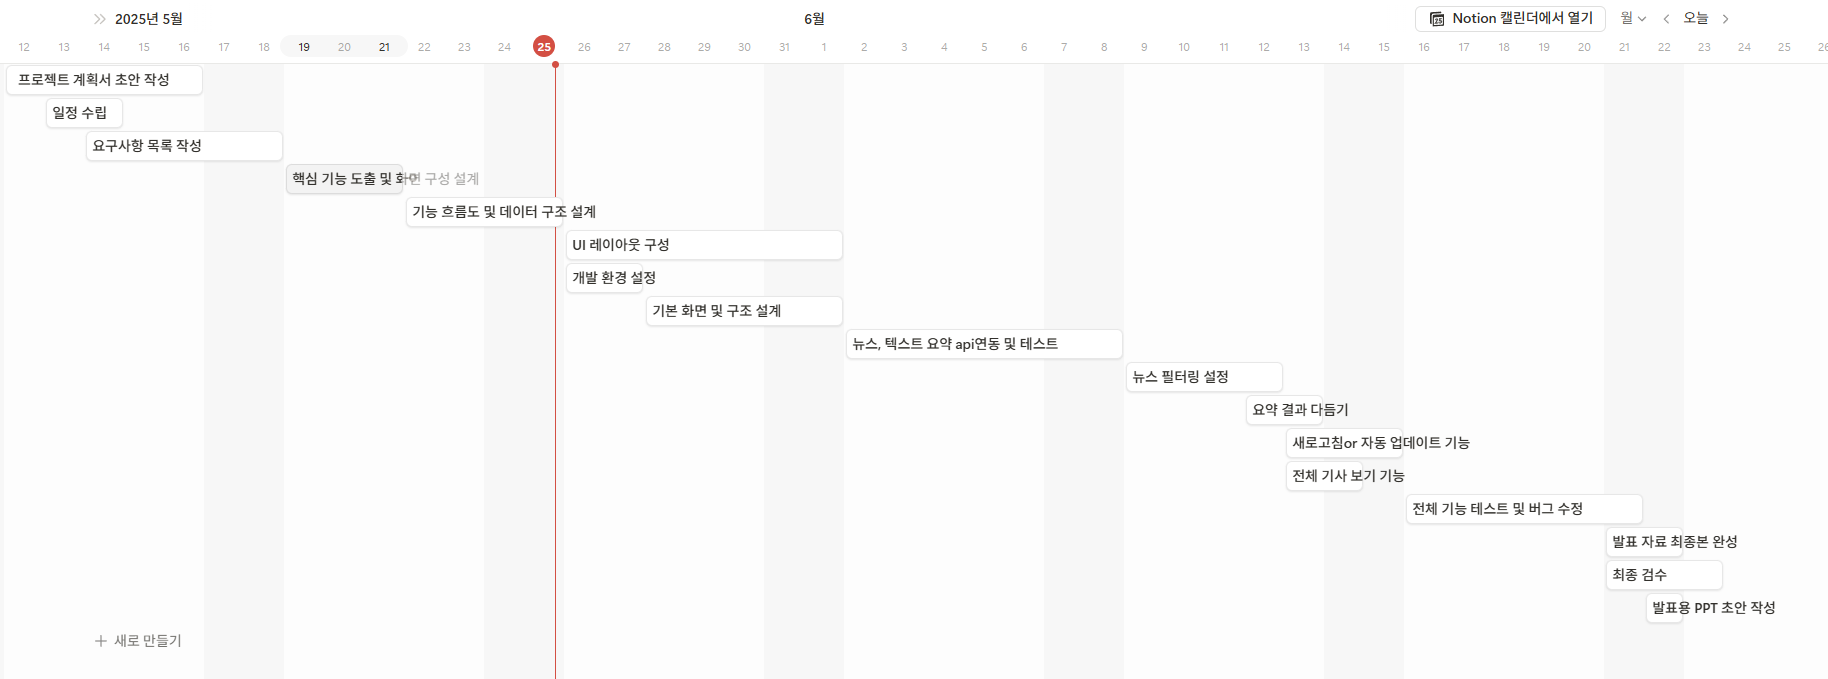 2025년 5월 6월 Notion 캘린더에서 열기 월 오늘
12 13 14 15 16 17 18 19 20 21 22 23 24 25 26 27 28 29 30 31 1 2 3 4 5 6 7 8 9 10 11 12 13 14 15 16 17 18 19 20 21 22 23 24 25 26
프로젝트 계획서 초안 작성
일정 수립
요구사항 목록 작성
핵심 기능 도출 및 화면 구성 설계
기능 흐름도 및 데이터 구조 설계
UI 레이아웃 구성
개발 환경 설정
기본 화면 및 구조 설계
뉴스, 텍스트 요약 api연동 및 테스트
뉴스 필터링 설정
요약 결과 다듬기
새로고침or 자동 업데이트 기능
전체 기사 보기 기능
전체 기능 테스트 및 버그 수정
발표 자료 최종본 완성
최종 검수
발표용 PPT 초안 작성
새로 만들기